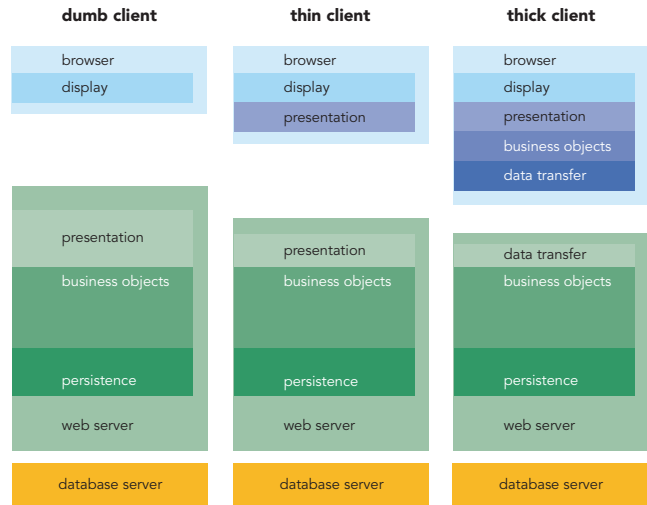 dumb client
browser
display
presentation
business objects
persistence
web server
database server
thin client
browser
display
presentation
presentation
business objects
persistence
web server
database server
thick client
browser
display
presentation
business objects
data transfer
data transfer
business objects
persistence
web server
database server